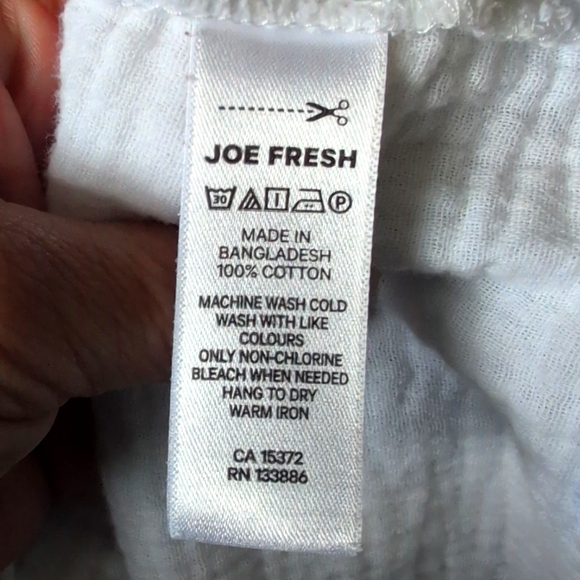 JOE FRESH
30 P
MADE IN
BANGLADESH
100% COTTON
MACHINE WASH COLD
WASH WITH LIKE
COLOURS
ONLY NON-CHLORINE
BLEACH WHEN NEEDED
HANG TO DRY
WARM IRON
CA 15372
RN 133886